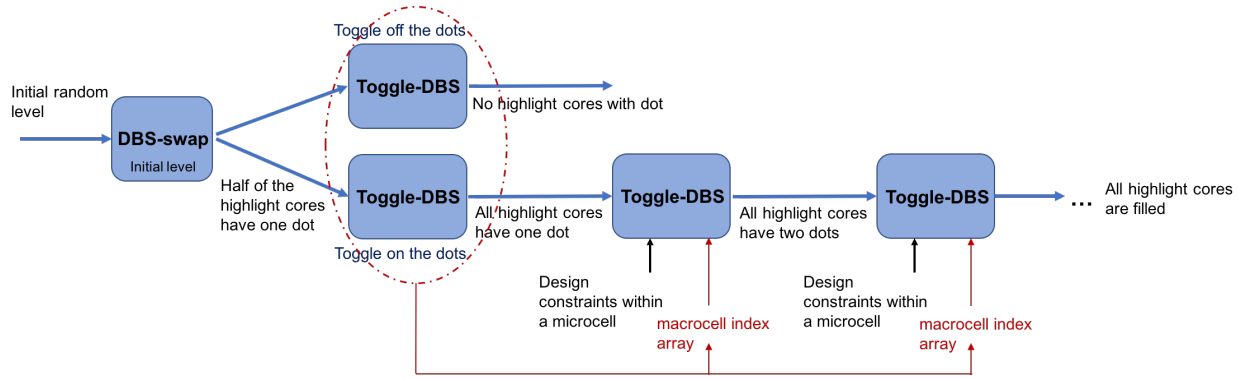 Toggle off the dots
Initial random
level
DBS-swap
Initial level
Toggle-DBS
No highlight cores with dot
Half of the
highlight cores
have one dot
Toggle-DBS
Toggle on the dots
All highlight cores
have one dot
Toggle-DBS
All highlight cores
have two dots
Toggle-DBS
...
All highlight cores
are filled
Design
constraints within
a microcell
macrocell index
array
Design
constraints within
a microcell
macrocell index
array